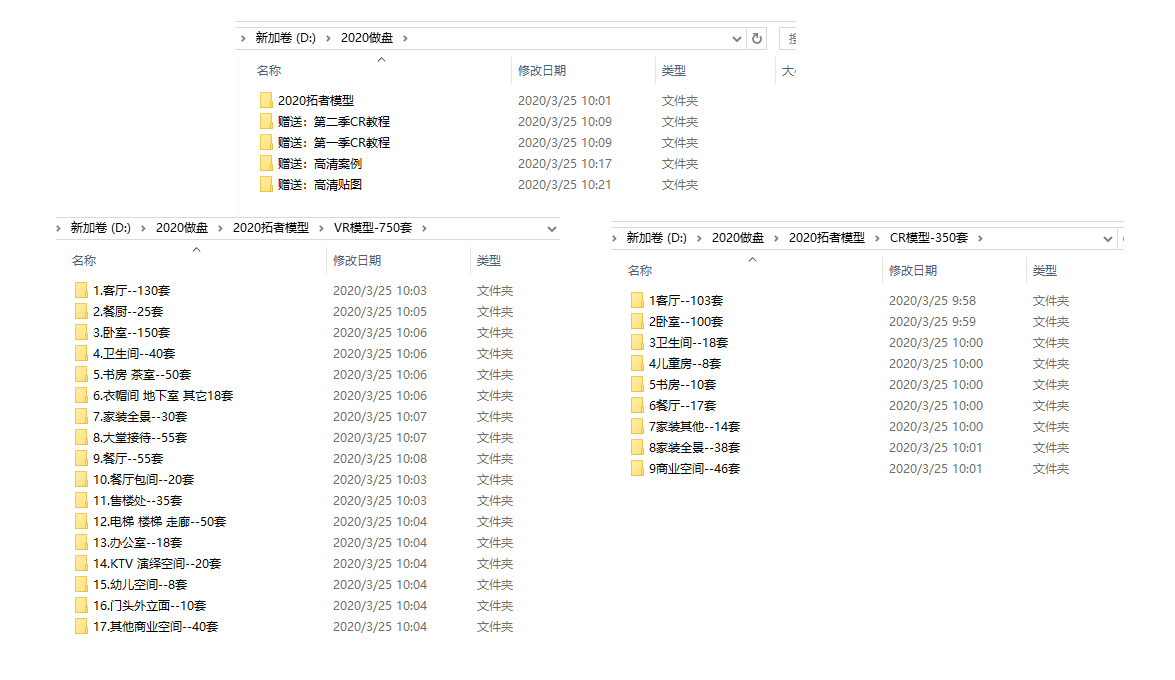 新加卷 (D:) › 2020做盘 ›
名称 修改日期 类型 大
2020拓者模型 2020/3/25 10:01 文件夹
赠送：第二季CR教程 2020/3/25 10:09 文件夹
赠送：第一季CR教程 2020/3/25 10:09 文件夹
赠送：高清案例 2020/3/25 10:17 文件夹
赠送：高清贴图 2020/3/25 10:21 文件夹
新加卷 (D:) › 2020做盘 › 2020拓者模型 › VR模型-750套 ›
名称 修改日期 类型
1.客厅--130套 2020/3/25 10:03 文件夹
2.餐厨--25套 2020/3/25 10:05 文件夹
3.卧室--150套 2020/3/25 10:06 文件夹
4.卫生间--40套 2020/3/25 10:06 文件夹
5.书房 茶室--50套 2020/3/25 10:06 文件夹
6.衣帽间 地下室 其它18套 2020/3/25 10:06 文件夹
7.家装全景--30套 2020/3/25 10:07 文件夹
8.大堂接待--55套 2020/3/25 10:07 文件夹
9.餐厅--55套 2020/3/25 10:08 文件夹
10.餐厅包间--20套 2020/3/25 10:03 文件夹
11.售楼处--35套 2020/3/25 10:03 文件夹
12.电梯 楼梯 走廊--50套 2020/3/25 10:04 文件夹
13.办公室--18套 2020/3/25 10:04 文件夹
14.KTV 演绎空间--20套 2020/3/25 10:04 文件夹
15.幼儿空间--8套 2020/3/25 10:04 文件夹
16.门头外立面--10套 2020/3/25 10:04 文件夹
17.其他商业空间--40套 2020/3/25 10:04 文件夹
新加卷 (D:) › 2020做盘 › 2020拓者模型 › CR模型-350套 ›
名称 修改日期 类型
1客厅--103套 2020/3/25 9:58 文件夹
2卧室--100套 2020/3/25 9:59 文件夹
3卫生间--18套 2020/3/25 10:00 文件夹
4儿童房--8套 2020/3/25 10:00 文件夹
5书房--10套 2020/3/25 10:00 文件夹
6餐厅--17套 2020/3/25 10:00 文件夹
7家装其他--14套 2020/3/25 10:00 文件夹
8家装全景--38套 2020/3/25 10:01 文件夹
9商业空间--46套 2020/3/25 10:01 文件夹